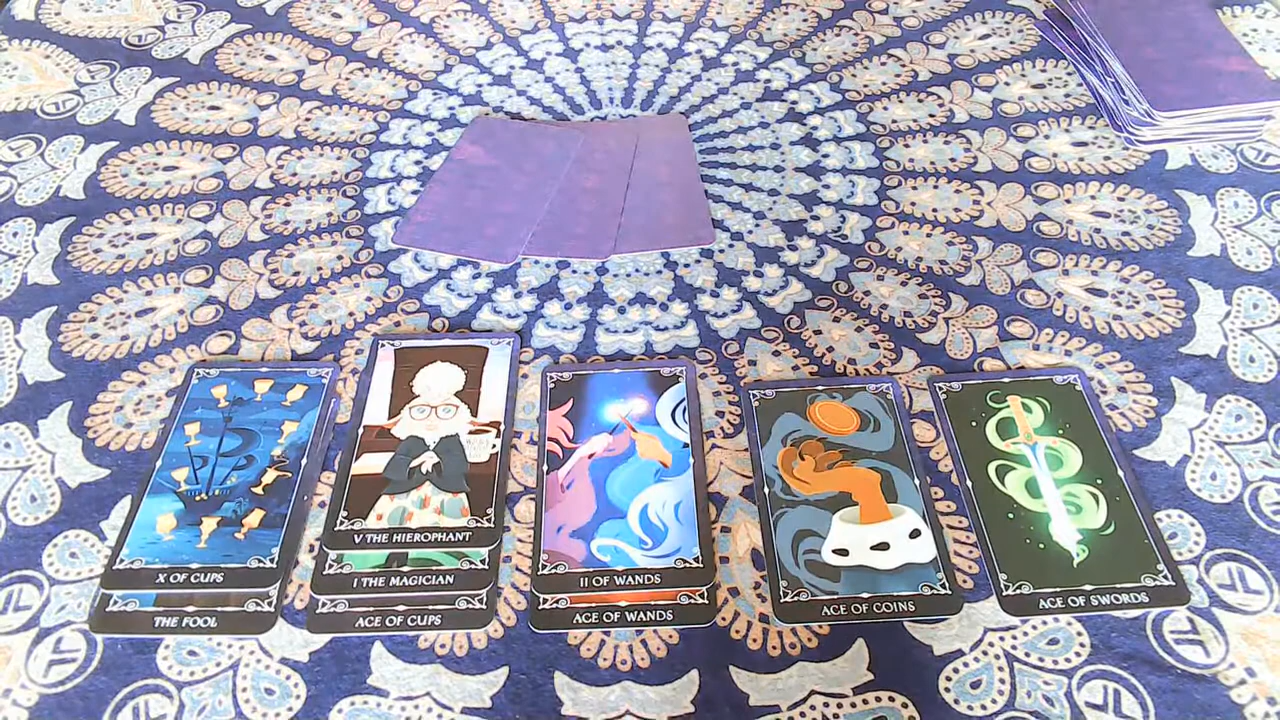 X OF CUPS
THE FOOL
V THE HIEROPHANT
I THE MAGICIAN
ACE OF CUPS
II OF WANDS
ACE OF WANDS
ACE OF COINS
ACE OF SWORDS